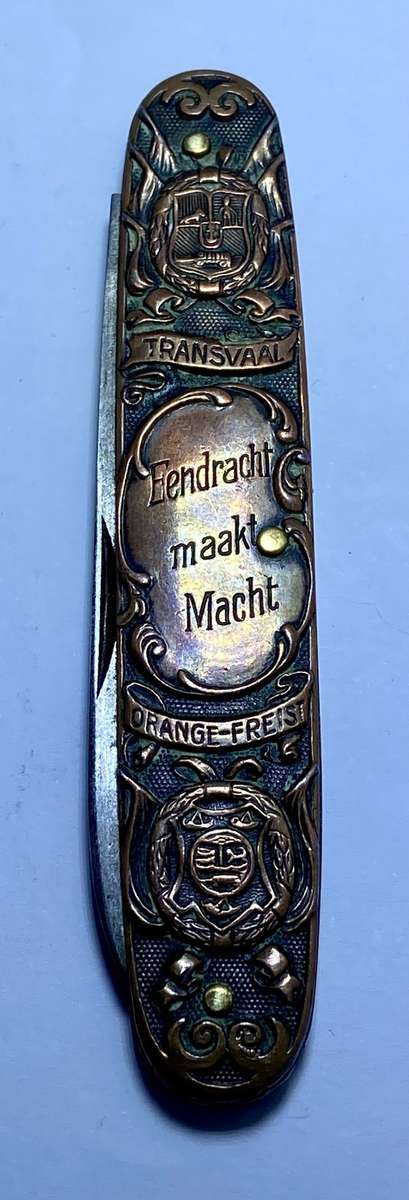 TRANSVAAL
Eendracht
maakt
Macht
ORANGE-FREIST